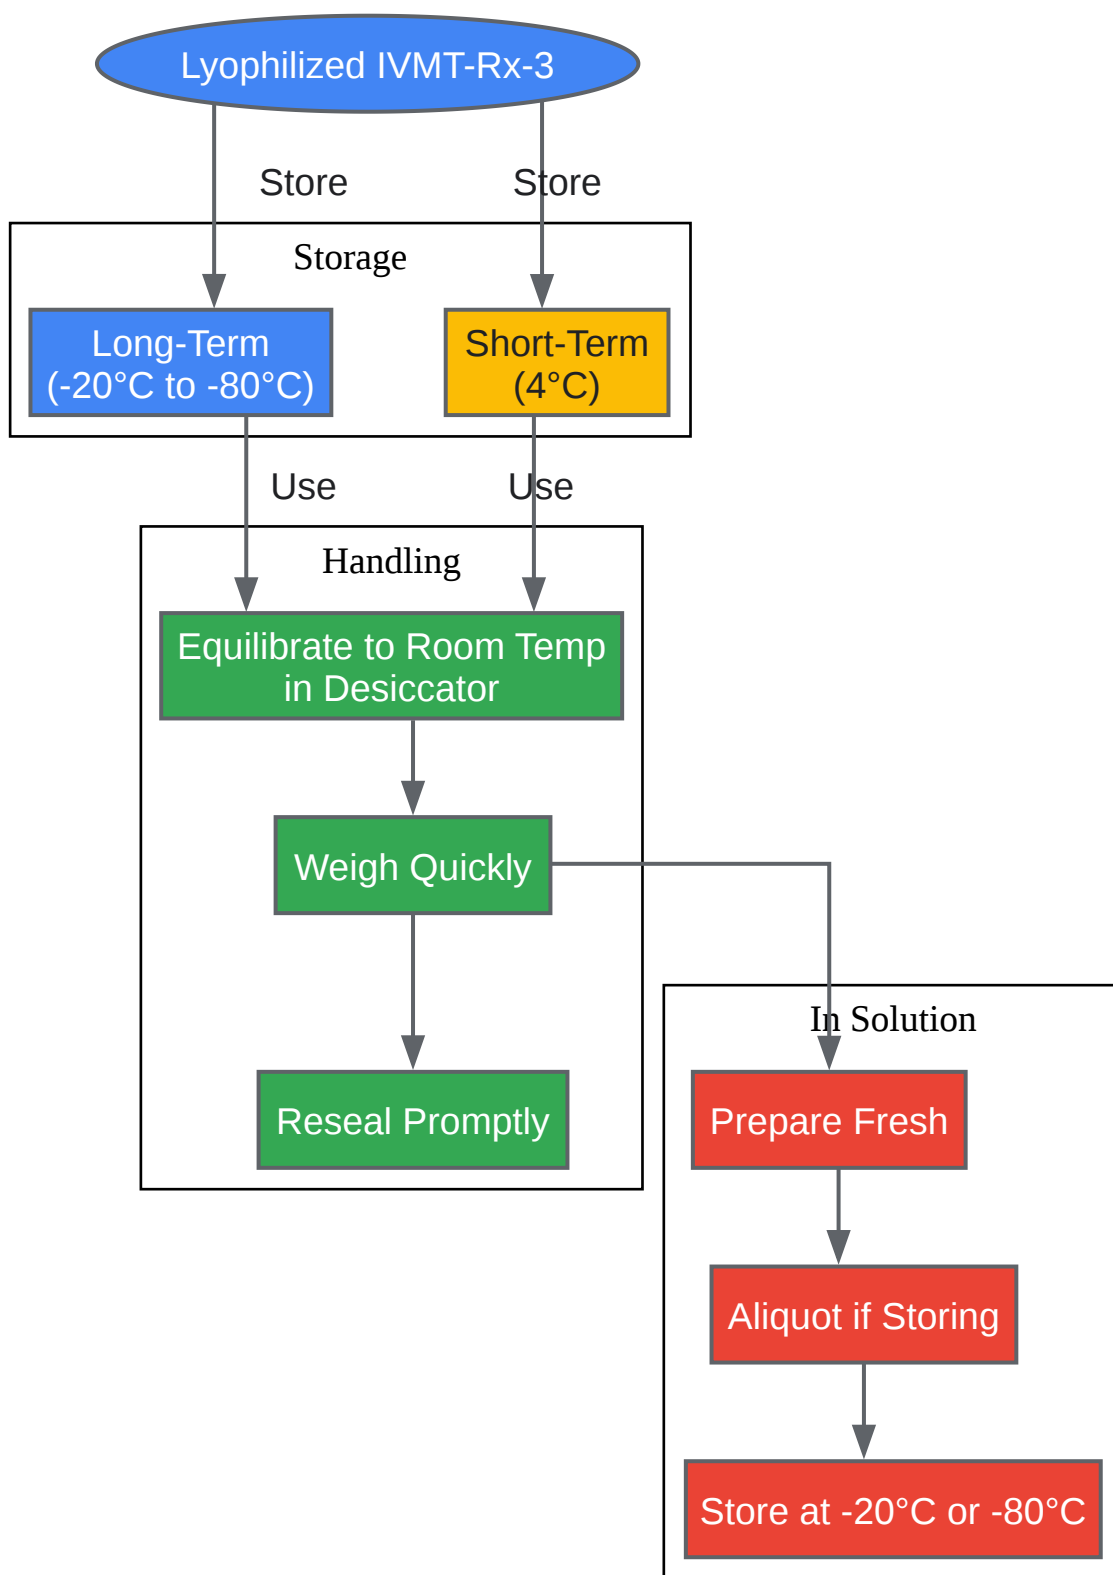 Lyophilized IVMT-Rx-3
Store
Store
Storage
Long-Term
(-20°C to -80°C)
Short-Term
(4°C)
Use
Use
Handling
Equilibrate to Room Temp
in Desiccator
Weigh Quickly
Reseal Promptly
In Solution
Prepare Fresh
Aliquot if Storing
Store at -20°C or -80°C